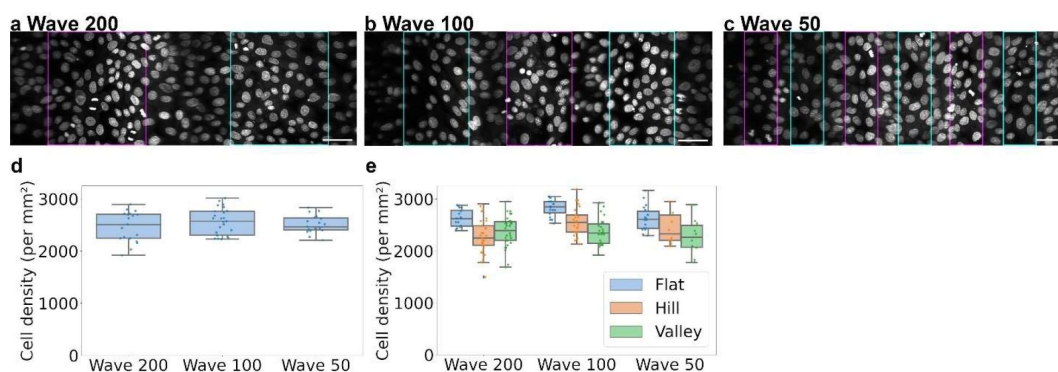 a Wave 200
b Wave 100
c Wave 50
d
e
Cell density (per mm²)
3000
2000
1000
0
Wave 200 Wave 100 Wave 50
Cell density (per mm²)
3000
2000
1000
0
Flat
Hill
Valley
Wave 200 Wave 100 Wave 50